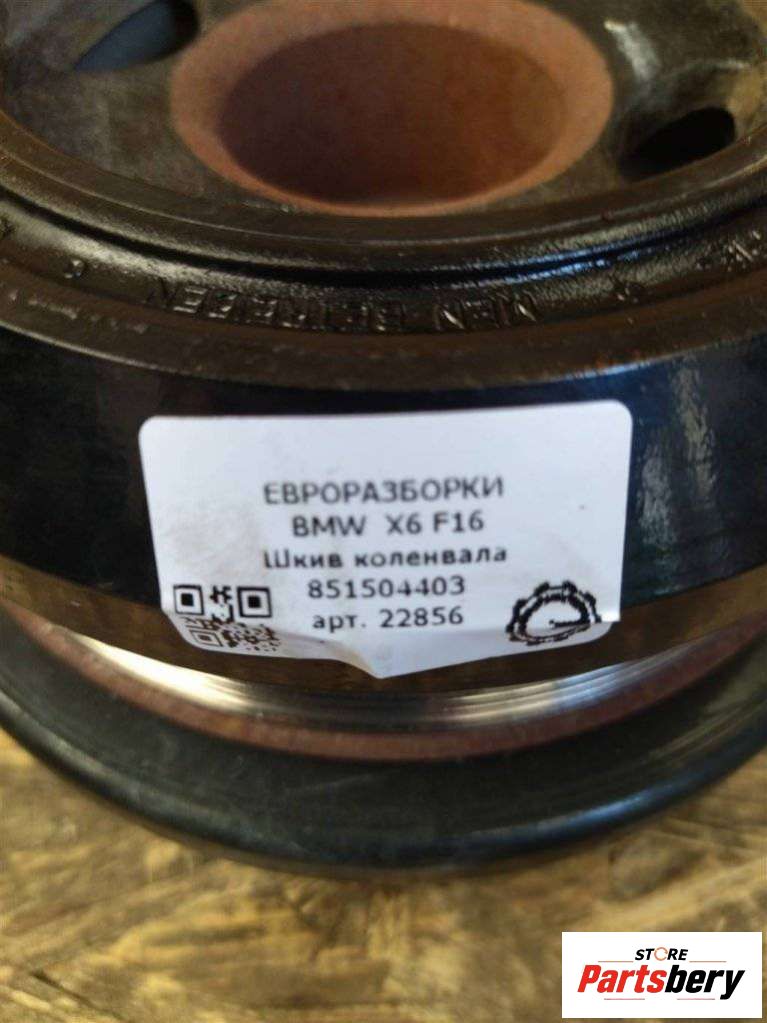 ЕВРОРАЗБОРКИ
BMW X6 F16
Шкив коленвала
851504403
арт. 22856
STORE
Partsbery